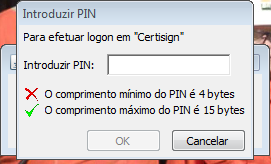 Introduzir PIN
Para efetuar logon em "Certisign"
Introduzir PIN:
O comprimento mínimo do PIN é 4 bytes
O comprimento máximo do PIN é 15 bytes
OK
Cancelar